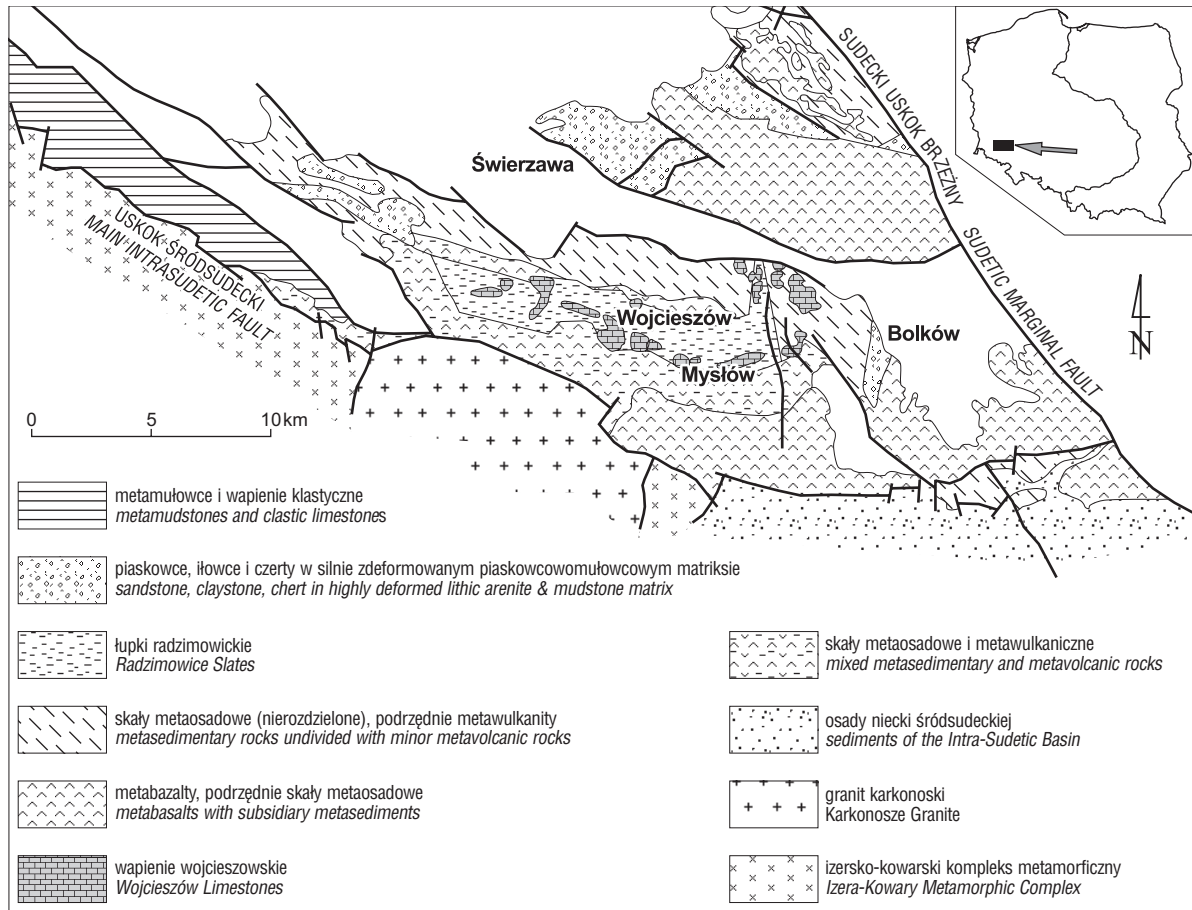 SUDECKI USKOK BRZEŻNY
SUDETIC MARGINAL FAULT
Świerzawa
USKOK ŚRÓDSUDECKI
MAIN INTRASUDETIC FAULT
Wojcieszów
Bolków
Mysłów
N
0 5 10 km
metamułowce i wapienie klastyczne
metamudstones and clastic limestones
piaskowce, iłowce i czerty w silnie zdeformowanym piaskowcowomułowcowym matriksie
sandstone, claystone, chert in highly deformed lithic arenite & mudstone matrix
łupki radzimowickie
Radzimowice Slates
skały metaosadowe (nierozdzielone), podrzędnie metawulkanity
metasedimentary rocks undivided with minor metavolcanic rocks
metabazalty, podrzędnie skały metaosadowe
metabasalts with subsidiary metasediments
wapienie wojcieszowskie
Wojcieszów Limestones
skały metaosadowe i metawulkaniczne
mixed metasedimentary and metavolcanic rocks
osady niecki śródsudeckiej
sediments of the Intra-Sudetic Basin
granit karkonoski
Karkonosze Granite
izersko-kowarski kompleks metamorficzny
Izera-Kowary Metamorphic Complex